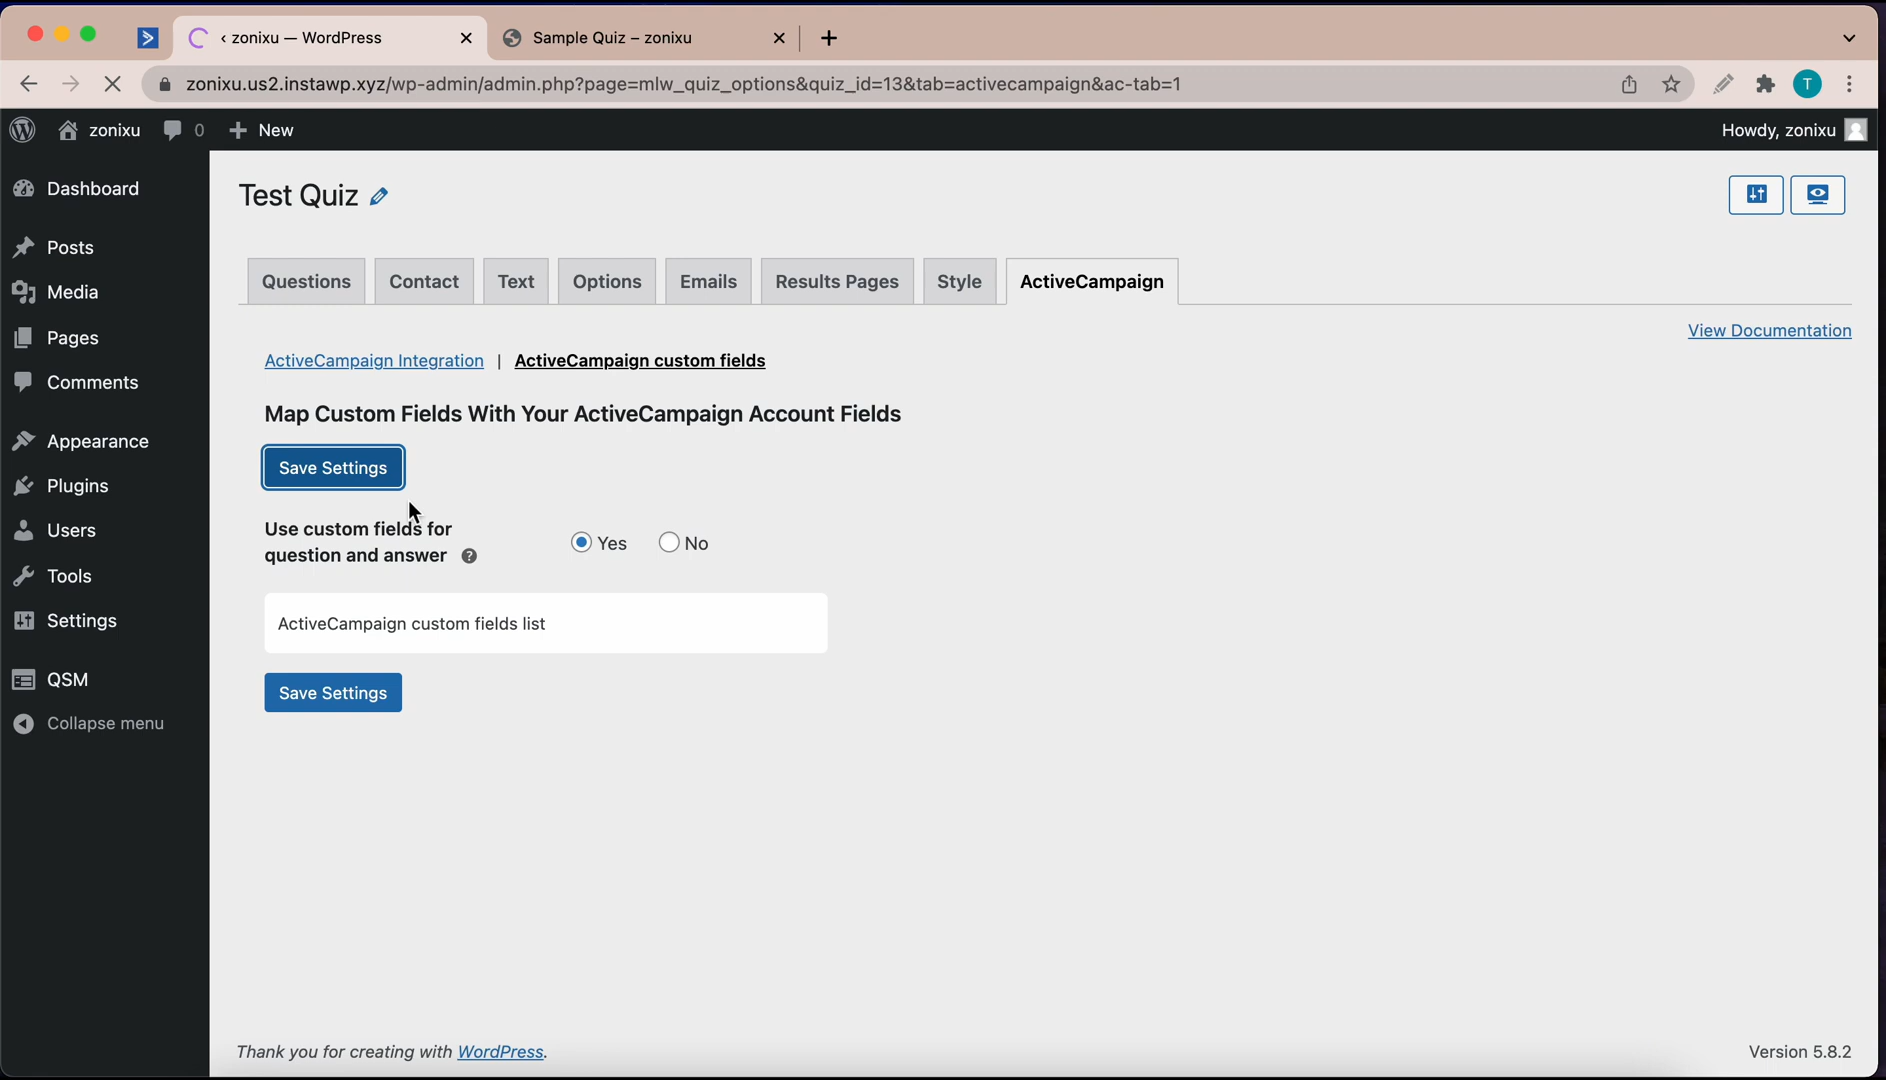 < zonixu — WordPress
Sample Quiz – zonixu
zonixu.us2.instawp.xyz/wp-admin/admin.php?page=mlw_quiz_options&quiz_id=13&tab=activecampaign&ac-tab=1
T
zonixu
0
New
Howdy, zonixu
Dashboard
Posts
Media
Pages
Comments
Appearance
Plugins
Users
Tools
Settings
QSM
Collapse menu
Test Quiz
Questions
Contact
Text
Options
Emails
Results Pages
Style
ActiveCampaign
View Documentation
ActiveCampaign Integration | ActiveCampaign custom fields
Map Custom Fields With Your ActiveCampaign Account Fields
Save Settings
Use custom fields for
question and answer ?
Yes
No
ActiveCampaign custom fields list
Save Settings
Thank you for creating with WordPress.
Version 5.8.2